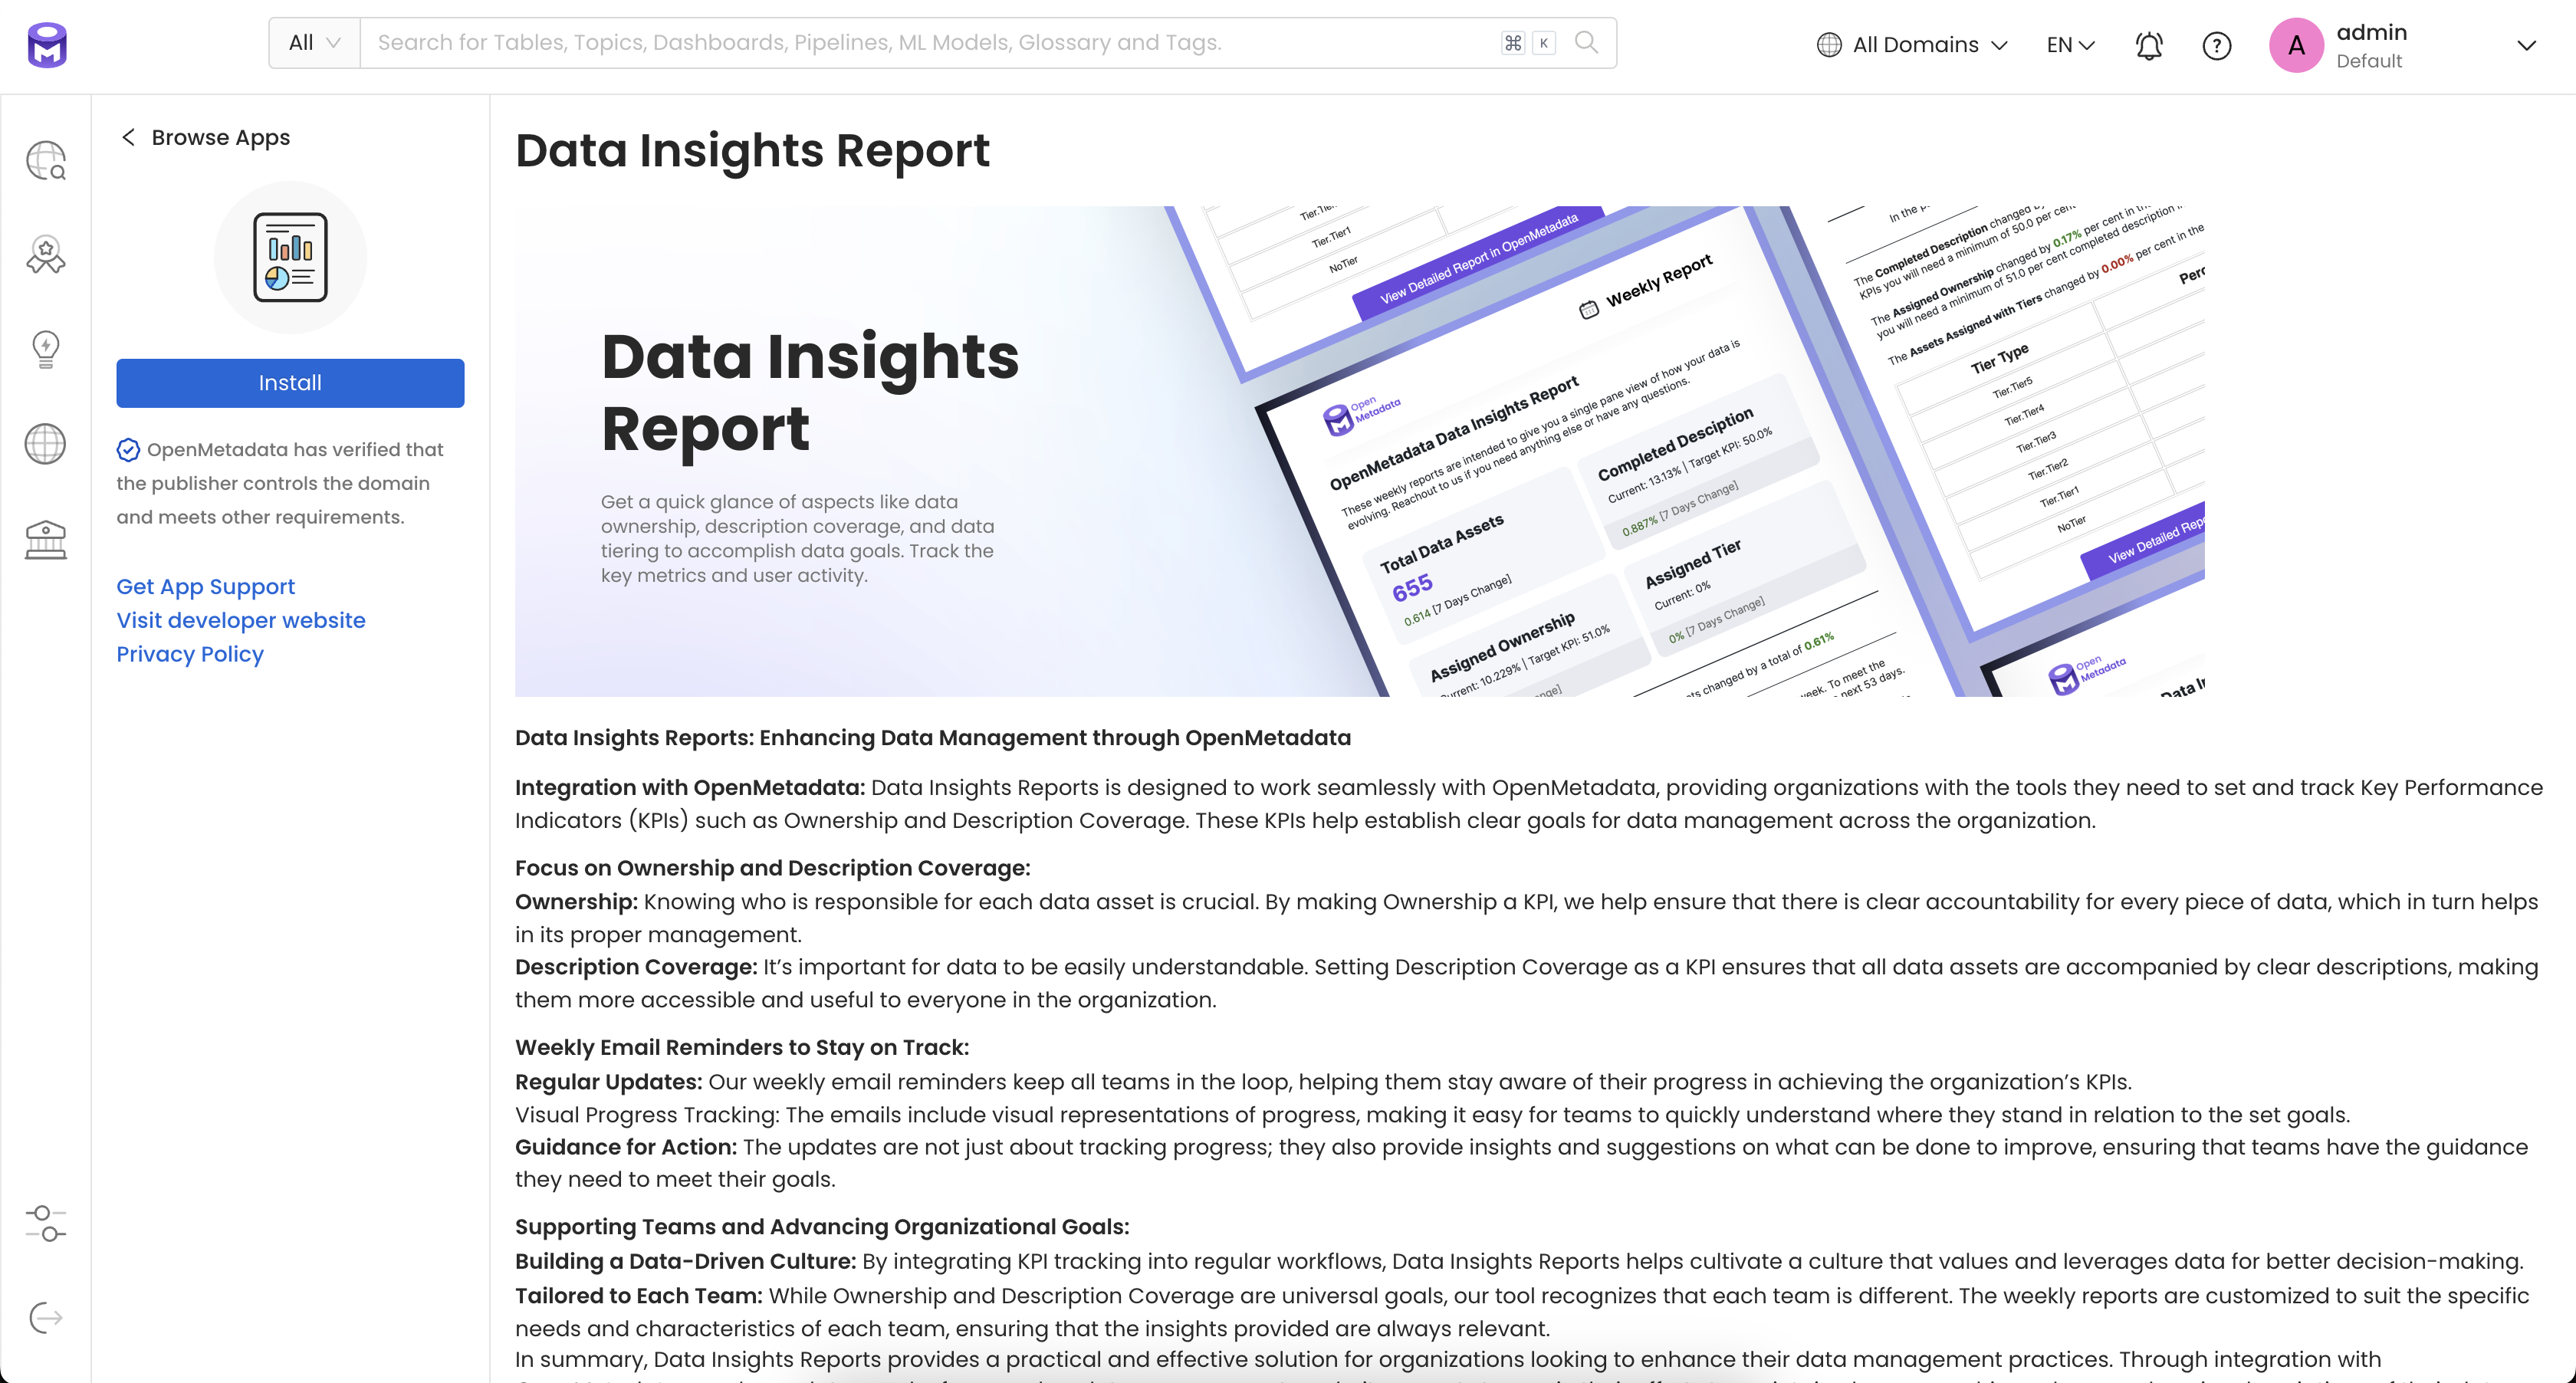 All
Search for Tables, Topics, Dashboards, Pipelines, ML Models, Glossary and Tags.
⌘ K
All Domains
EN
A
admin
Default
Browse Apps
Install
OpenMetadata has verified that
the publisher controls the domain
and meets other requirements.
Get App Support
Visit developer website
Privacy Policy
Data Insights Report
Data Insights
Report
Get a quick glance of aspects like data
ownership, description coverage, and data
tiering to accomplish data goals. Track the
key metrics and user activity.
Tier.Tier1
NoTier
View Detailed Report in OpenMetadata
Weekly Report
Open
Metadata
OpenMetadata Data Insights Report
These weekly reports are intended to give you a single pane view of how your data is
evolving. Reachout to us if you need anything else or have any questions.
Total Data Assets
655
0.614 [7 Days Change]
Completed Desciption
Current: 13.13% | Target KPI: 50.0%
0.887% [7 Days Change]
Assigned Ownership
Current: 10.229% | Target KPI: 51.0%
Assigned Tier
Current: 0%
0% [7 Days Change]
changed by a total of 0.61%
week. To meet the
next 53 days.
In the
The Completed Description changed by
KPIs you will need a minimum of 50.0 per cent
The Assigned Ownership changed by 0.17% per cent in
you will need a minimum of 51.0 per cent completed description
The Assets Assigned with Tiers changed by 0.00% per cent in the
Tier Type
Tier.Tier5
Tier.Tier4
Tier.Tier3
Tier.Tier2
Tier.Tier1
NoTier
View Detailed
Open
Metadata
Data
Data Insights Reports: Enhancing Data Management through OpenMetadata
Integration with OpenMetadata: Data Insights Reports is designed to work seamlessly with OpenMetadata, providing organizations with the tools they need to set and track Key Performance
Indicators (KPIs) such as Ownership and Description Coverage. These KPIs help establish clear goals for data management across the organization.
Focus on Ownership and Description Coverage:
Ownership: Knowing who is responsible for each data asset is crucial. By making Ownership a KPI, we help ensure that there is clear accountability for every piece of data, which in turn helps
in its proper management.
Description Coverage: It’s important for data to be easily understandable. Setting Description Coverage as a KPI ensures that all data assets are accompanied by clear descriptions, making
them more accessible and useful to everyone in the organization.
Weekly Email Reminders to Stay on Track:
Regular Updates: Our weekly email reminders keep all teams in the loop, helping them stay aware of their progress in achieving the organization’s KPIs.
Visual Progress Tracking: The emails include visual representations of progress, making it easy for teams to quickly understand where they stand in relation to the set goals.
Guidance for Action: The updates are not just about tracking progress; they also provide insights and suggestions on what can be done to improve, ensuring that teams have the guidance
they need to meet their goals.
Supporting Teams and Advancing Organizational Goals:
Building a Data-Driven Culture: By integrating KPI tracking into regular workflows, Data Insights Reports helps cultivate a culture that values and leverages data for better decision-making.
Tailored to Each Team: While Ownership and Description Coverage are universal goals, our tool recognizes that each team is different. The weekly reports are customized to suit the specific
needs and characteristics of each team, ensuring that the insights provided are always relevant.
In summary, Data Insights Reports provides a practical and effective solution for organizations looking to enhance their data management practices. Through integration with